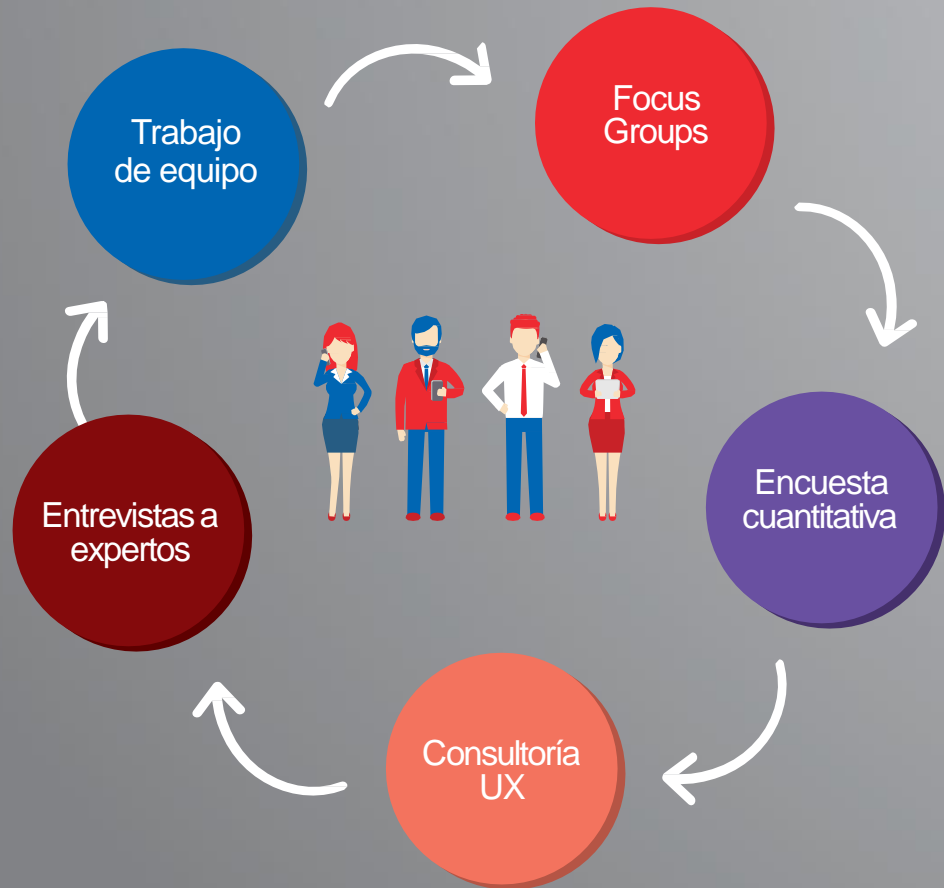 Trabajo
de equipo
Focus
Groups
Encuesta
cuantitativa
Consultoría
UX
Entrevistas a
expertos